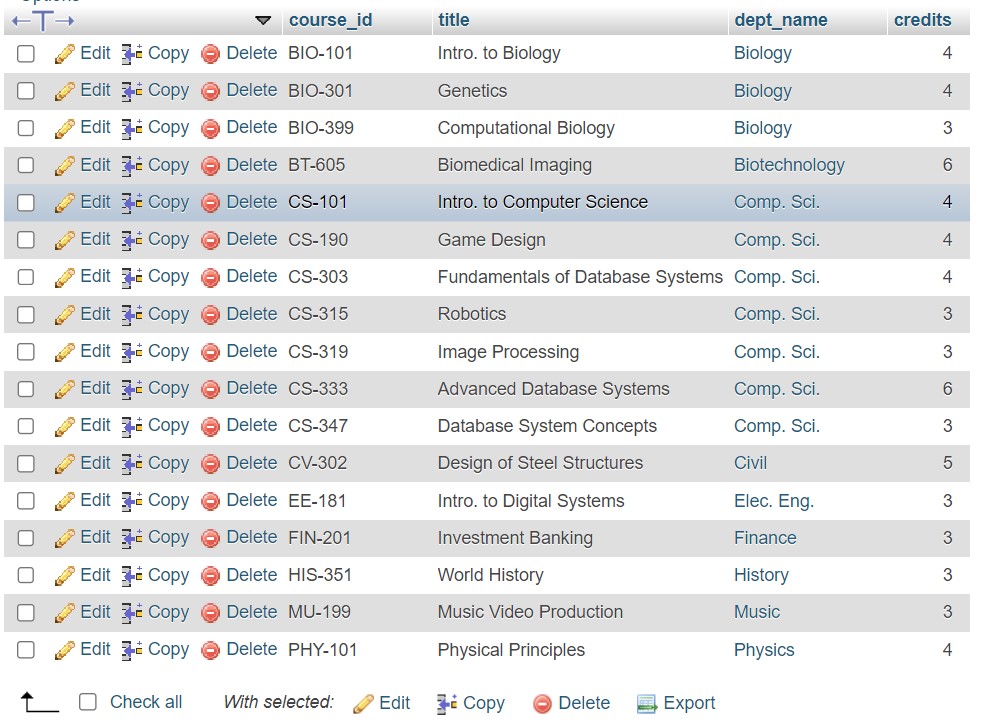 Options
course_id title dept_name credits
Edit Copy Delete BIO-101 Intro. to Biology Biology 4
Edit Copy Delete BIO-301 Genetics Biology 4
Edit Copy Delete BIO-399 Computational Biology Biology 3
Edit Copy Delete BT-605 Biomedical Imaging Biotechnology 6
Edit Copy Delete CS-101 Intro. to Computer Science Comp. Sci. 4
Edit Copy Delete CS-190 Game Design Comp. Sci. 4
Edit Copy Delete CS-303 Fundamentals of Database Systems Comp. Sci. 4
Edit Copy Delete CS-315 Robotics Comp. Sci. 3
Edit Copy Delete CS-319 Image Processing Comp. Sci. 3
Edit Copy Delete CS-333 Advanced Database Systems Comp. Sci. 6
Edit Copy Delete CS-347 Database System Concepts Comp. Sci. 3
Edit Copy Delete CV-302 Design of Steel Structures Civil 5
Edit Copy Delete EE-181 Intro. to Digital Systems Elec. Eng. 3
Edit Copy Delete FIN-201 Investment Banking Finance 3
Edit Copy Delete HIS-351 World History History 3
Edit Copy Delete MU-199 Music Video Production Music 3
Edit Copy Delete PHY-101 Physical Principles Physics 4
Check all With selected: Edit Copy Delete Export